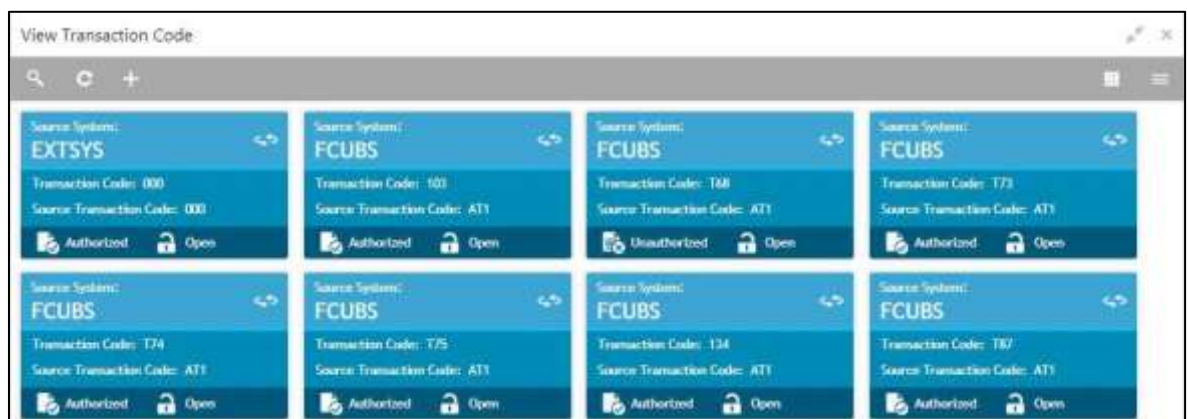 View Transaction Code
Source System:
EXTSYS
Transaction Code: 000
Source Transaction Code: 000
Authorized Open
Source System:
FCUBS
Transaction Code: 103
Source Transaction Code: AT1
Authorized Open
Source System:
FCUBS
Transaction Code: T68
Source Transaction Code: AT1
Unauthorized Open
Source System:
FCUBS
Transaction Code: T73
Source Transaction Code: AT1
Authorized Open
Source System:
FCUBS
Transaction Code: T74
Source Transaction Code: AT1
Authorized Open
Source System:
FCUBS
Transaction Code: T75
Source Transaction Code: AT1
Authorized Open
Source System:
FCUBS
Transaction Code: 134
Source Transaction Code: AT1
Authorized Open
Source System:
FCUBS
Transaction Code: T87
Source Transaction Code: AT1
Authorized Open